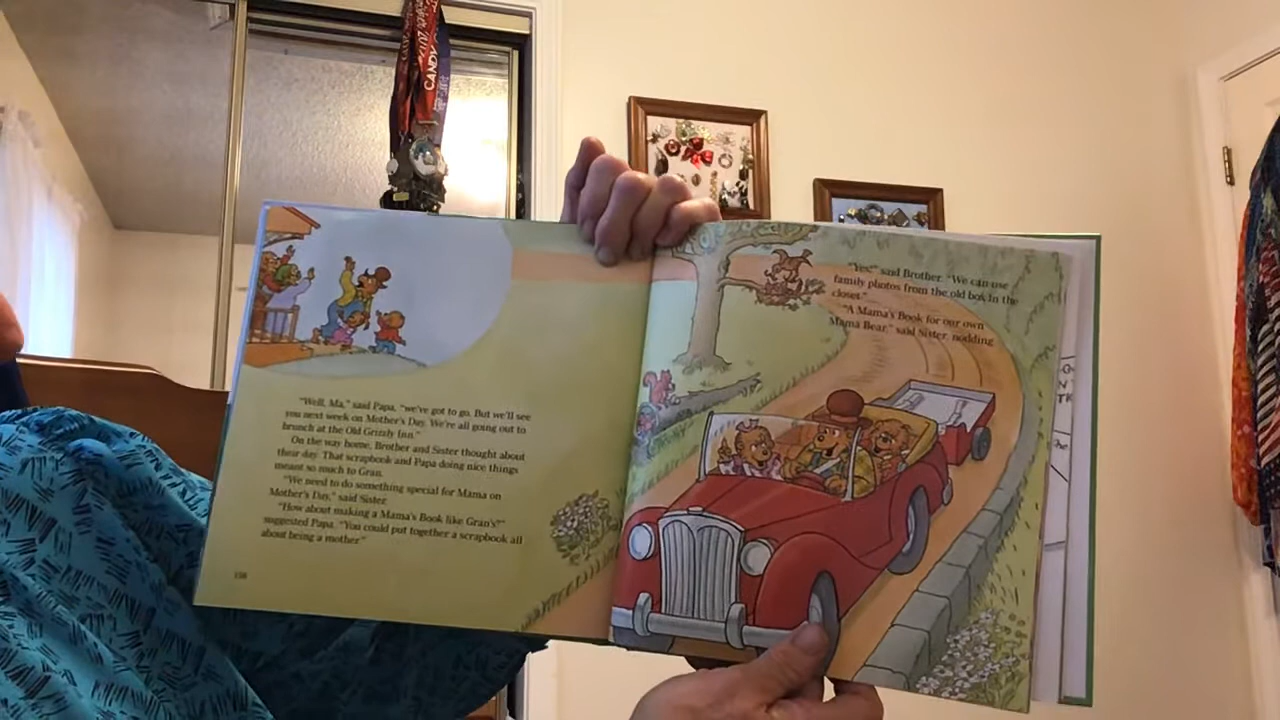 CANDY
"Well, Ma," said Papa, "we've got to go. But we'll see
you next week on Mother's Day. We're all going out to
brunch at the Old Grizzly Inn."
On the way home, Brother and Sister thought about
their day. That scrapbook and Papa doing nice things
meant so much to Gran.
"We need to do something special for Mama on
Mother's Day," said Sister.
"How about making a Mama's Book like Gran's?"
suggested Papa. "You could put together a scrapbook all
about being a mother."
"Yes!" said Brother. "We can use
family photos from the old box in the
closet."
"A Mama's Book for our own
Mama Bear," said Sister, nodding.